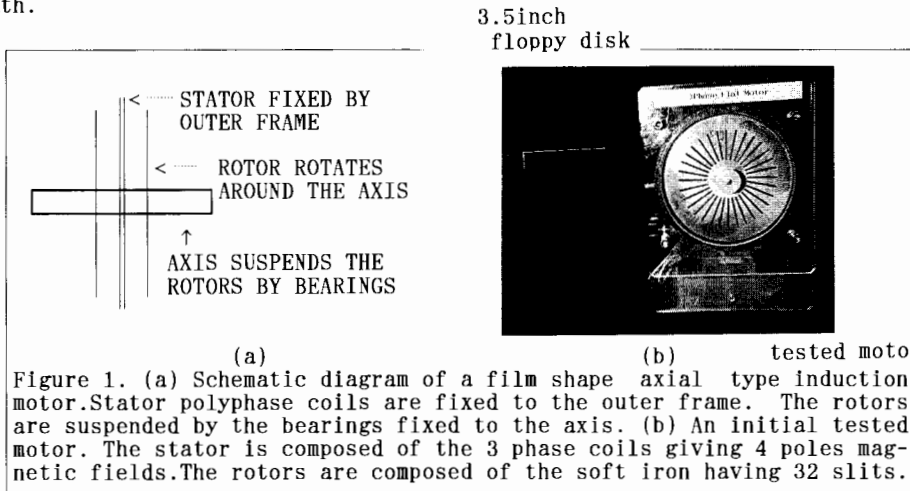 th.
3.5inch
floppy disk
STATOR FIXED BY
OUTER FRAME
ROTOR ROTATES
AROUND THE AXIS
AXIS SUSPENDS THE
ROTORS BY BEARINGS
3Phase Flat Motor
(a)
(b)
tested moto
Figure 1. (a) Schematic diagram of a film shape axial type induction
motor.Stator polyphase coils are fixed to the outer frame. The rotors
are suspended by the bearings fixed to the axis. (b) An initial tested
motor. The stator is composed of the 3 phase coils giving 4 poles mag-
netic fields.The rotors are composed of the soft iron having 32 slits.